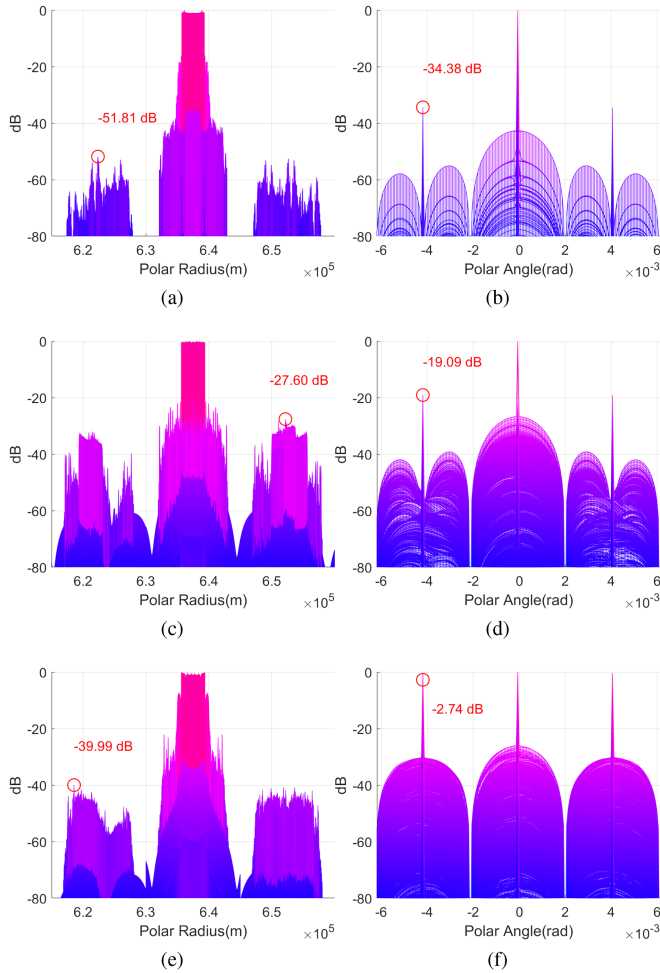 0
-20
-40
-60
-80
dB
-51.81 dB
6.2 6.3 6.4 6.5
Polar Radius(m)
×10⁵
(a)
0
-20
-40
-60
-80
dB
-34.38 dB
-6 -4 -2 0 2 4 6
Polar Angle(rad)
×10⁻³
(b)
0
-20
-40
-60
-80
dB
-27.60 dB
6.2 6.3 6.4 6.5
Polar Radius(m)
×10⁵
(c)
0
-20
-40
-60
-80
dB
-19.09 dB
-6 -4 -2 0 2 4 6
Polar Angle(rad)
×10⁻³
(d)
0
-20
-40
-60
-80
dB
-39.99 dB
6.2 6.3 6.4 6.5
Polar Radius(m)
×10⁵
(e)
0
-20
-40
-60
-80
dB
-2.74 dB
-6 -4 -2 0 2 4 6
Polar Angle(rad)
×10⁻³
(f)